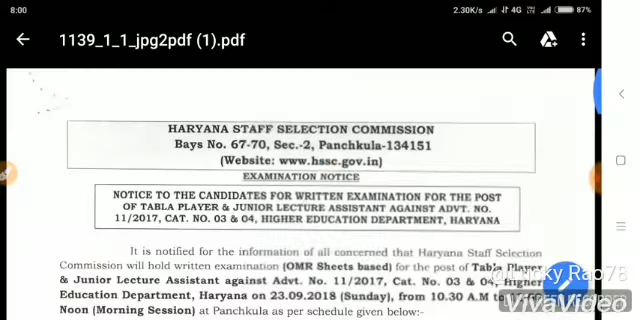 8:00
2.30K/s 4G 87%
1139_1_1_jpg2pdf (1).pdf
HARYANA STAFF SELECTION COMMISSION
Bays No. 67-70, Sec.-2, Panchkula-134151
(Website: www.hssc.gov.in)
EXAMINATION NOTICE
NOTICE TO THE CANDIDATES FOR WRITTEN EXAMINATION FOR THE POST
OF TABLA PLAYER & JUNIOR LECTURE ASSISTANT AGAINST ADVT. NO.
11/2017, CAT. NO. 03 & 04, HIGHER EDUCATION DEPARTMENT, HARYANA
It is notified for the information of all concerned that Haryana Staff Selection
Commission will hold written examination (OMR Sheets based) for the post of Tabla Player
& Junior Lecture Assistant against Advt. No. 11/2017, Cat. No. 03 & 04, Higher
Education Department, Haryana on 23.09.2018 (Sunday), from 10.30 A.M to
Noon (Morning Session) at Panchkula as per schedule given below:-
Rao78
VivaVideo